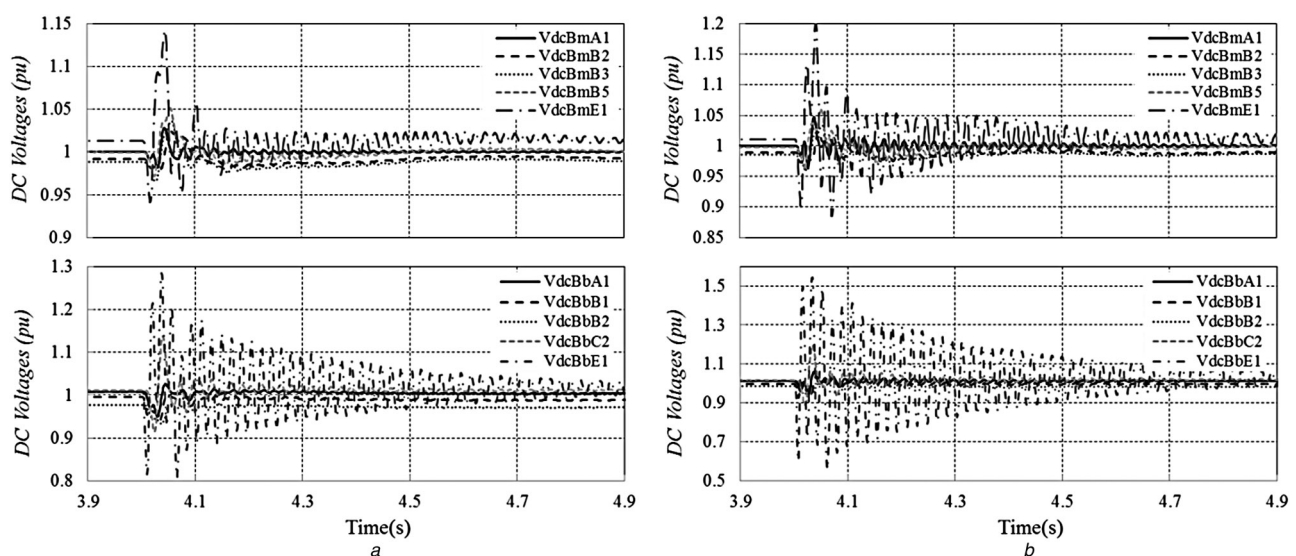 DC Voltages (pu)
1.15
1.1
1.05
1
0.95
0.9
VdcBmA1
VdcBmB2
VdcBmB3
VdcBmB5
VdcBmE1
DC Voltages (pu)
1.3
1.2
1.1
1
0.9
0.8
VdcBbA1
VdcBbB1
VdcBbB2
VdcBbC2
VdcBbE1
3.9 4.1 4.3 4.5 4.7 4.9
Time(s)
a
DC Voltages (pu)
1.2
1.15
1.1
1.05
1
0.95
0.9
0.85
VdcBmA1
VdcBmB2
VdcBmB3
VdcBmB5
VdcBmE1
DC Voltages (pu)
1.5
1.3
1.1
0.9
0.7
0.5
VdcBbA1
VdcBbB1
VdcBbB2
VdcBbC2
VdcBbE1
3.9 4.1 4.3 4.5 4.7 4.9
Time(s)
b